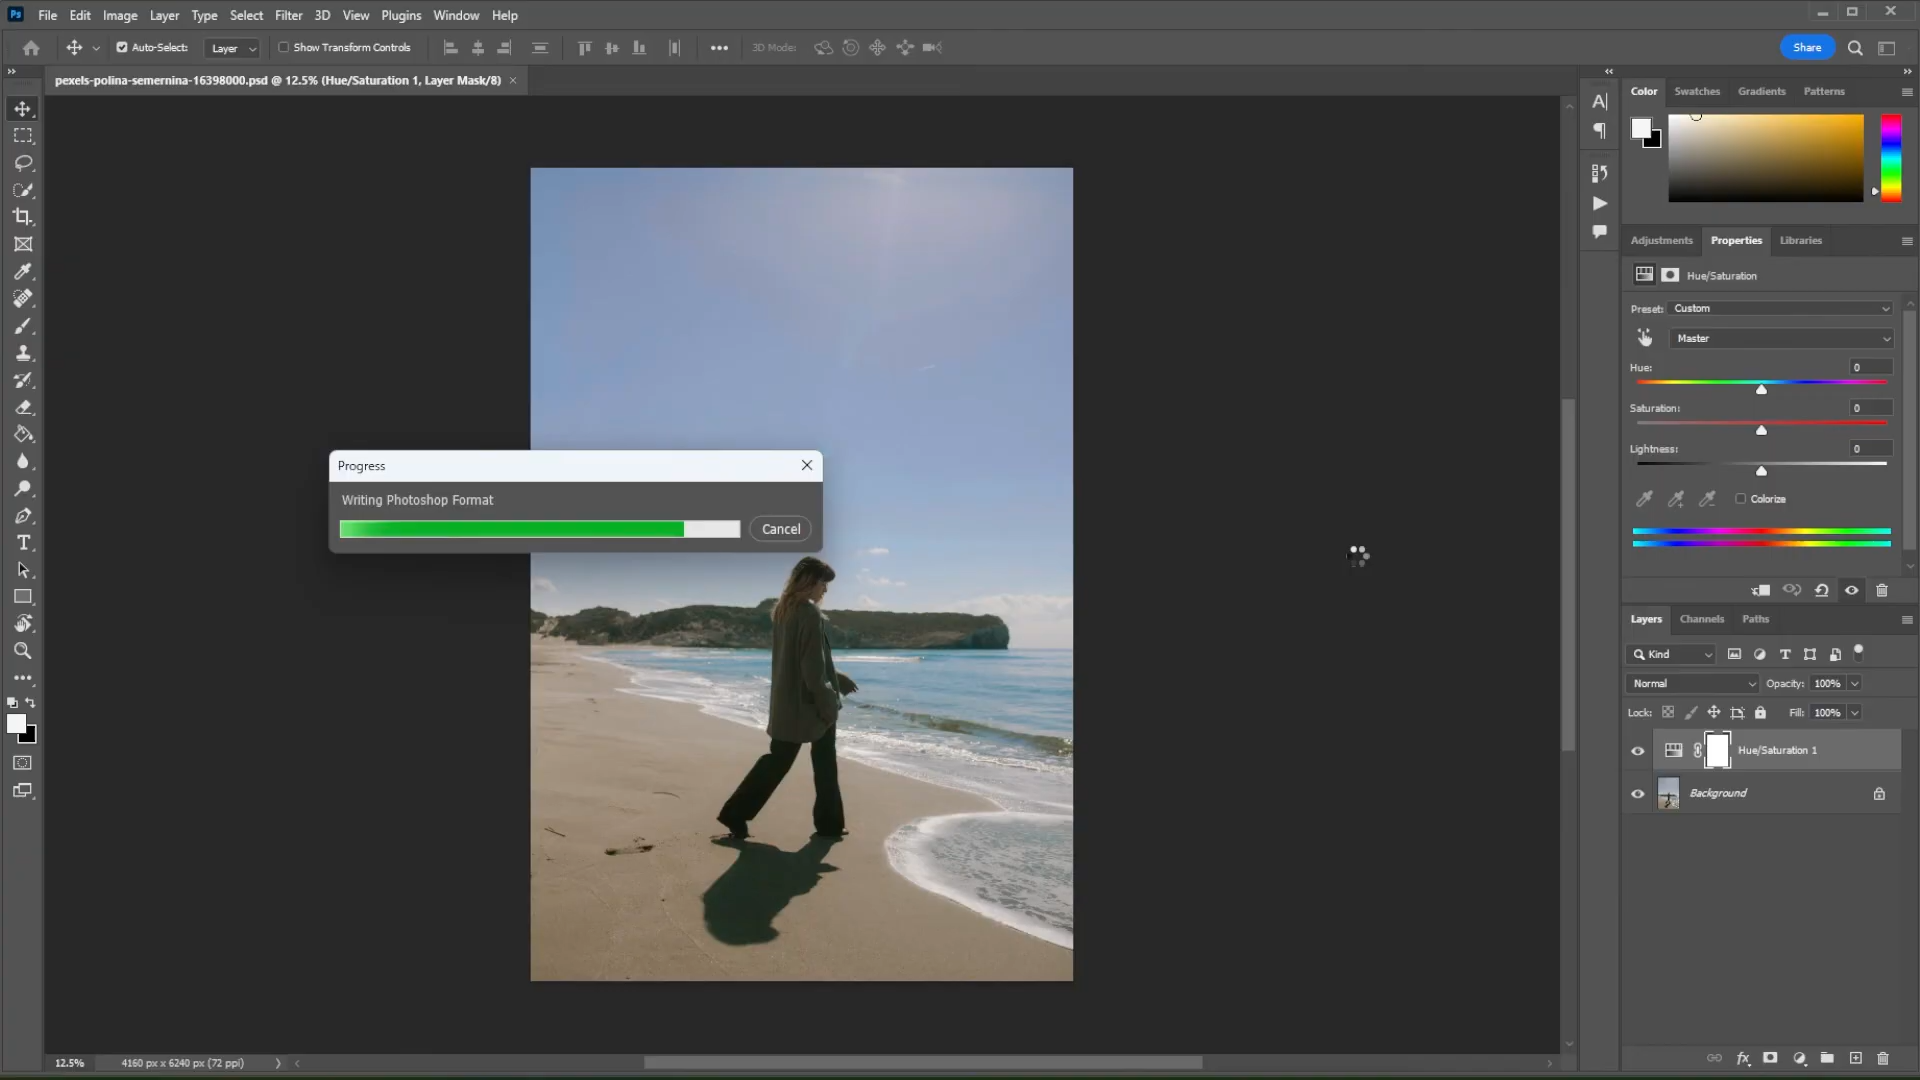 Ps File Edit Image Layer Type Select Filter 3D View Plugins Window Help
Auto-Select: Layer Show Transform Controls 3D Mode: Share
pexels-polina-semernina-16398000.psd @ 12.5% (Hue/Saturation 1, Layer Mask/8)
Color Swatches Gradients Patterns
Adjustments Properties Libraries
Hue/Saturation
Preset: Custom
Master
Hue: 0
Saturation: 0
Lightness: 0
Colorize
Progress
Writing Photoshop Format
Cancel
Layers Channels Paths
Kind
Normal Opacity: 100%
Lock: Fill: 100%
Hue/Saturation 1
Background
12.5% 4160 px x 6240 px (72 ppi)